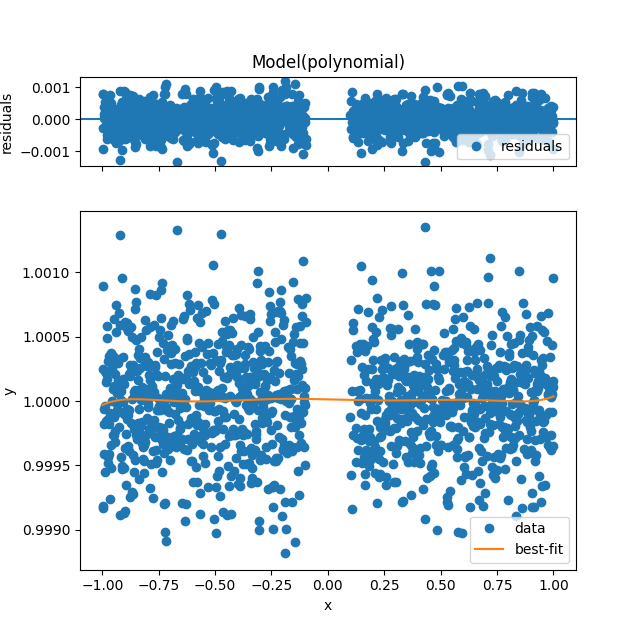 Model(polynomial)
residuals
0.001
0.000
−0.001
residuals
y
1.0010
1.0005
1.0000
0.9995
0.9990
data
best-fit
−1.00 −0.75 −0.50 −0.25 0.00 0.25 0.50 0.75 1.00
x